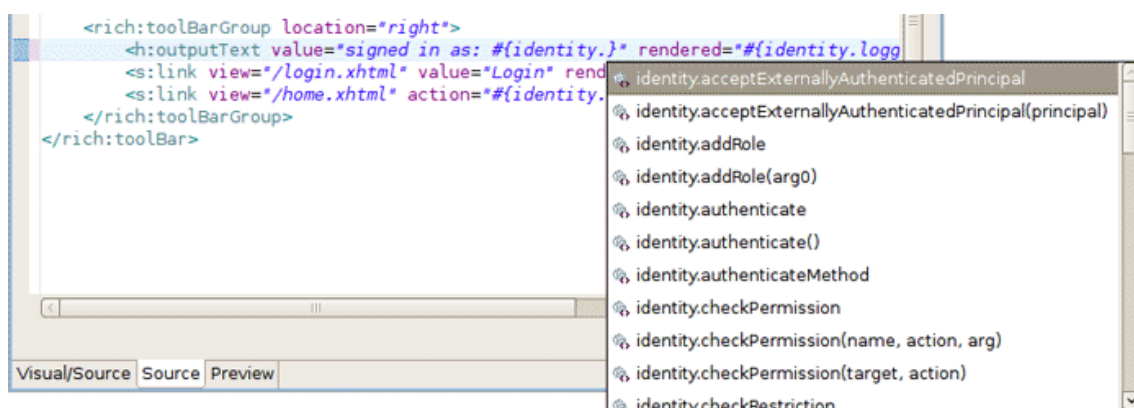 <rich:toolBarGroup location="right">
<h:outputText value="signed in as: #{identity.}" rendered="#{identity.logg
<s:link view="/login.xhtml" value="Login" rend
<s:link view="/home.xhtml" action="#{identity.
</rich:toolBarGroup>
</rich:toolBar>
identity.acceptExternallyAuthenticatedPrincipal
identity.acceptExternallyAuthenticatedPrincipal(principal)
identity.addRole
identity.addRole(arg0)
identity.authenticate
identity.authenticate()
identity.authenticateMethod
identity.checkPermission
identity.checkPermission(name, action, arg)
identity.checkPermission(target, action)
identity.checkRestriction
Visual/Source Source Preview